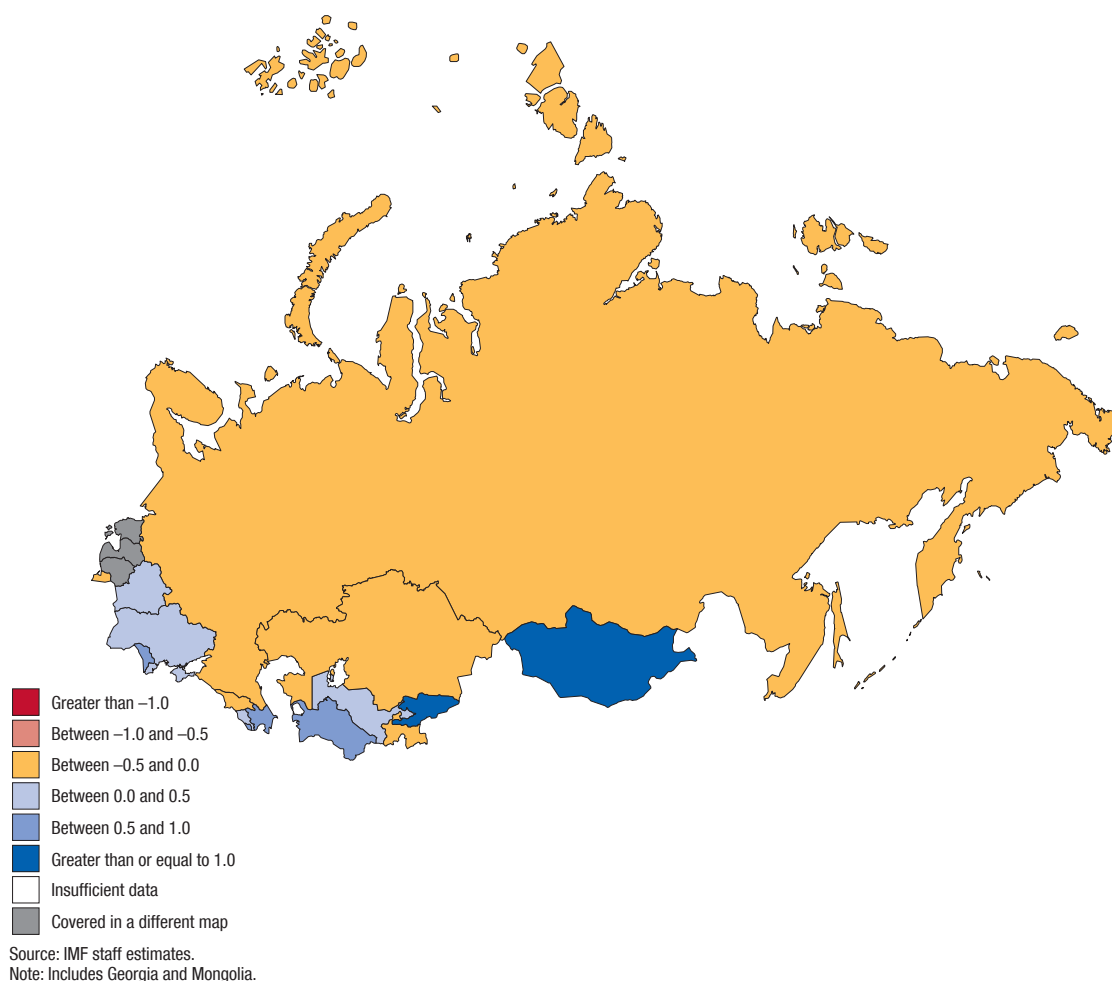 Greater than –1.0
Between –1.0 and –0.5
Between –0.5 and 0.0
Between 0.0 and 0.5
Between 0.5 and 1.0
Greater than or equal to 1.0
Insufficient data
Covered in a different map
Source: IMF staff estimates.
Note: Includes Georgia and Mongolia.